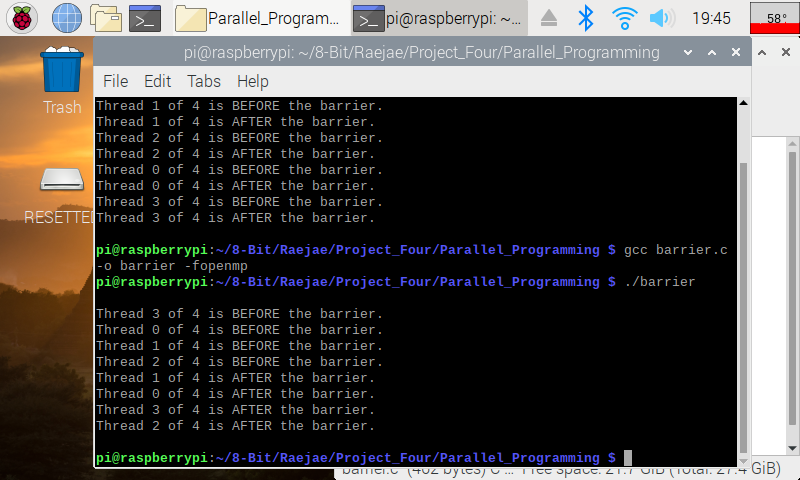 Parallel_Programm...
pi@raspberrypi: ~...
19:45
58°
pi@raspberrypi: ~/8-Bit/Raejae/Project_Four/Parallel_Programming
File Edit Tabs Help
Trash
RESETTE
Thread 1 of 4 is BEFORE the barrier.
Thread 1 of 4 is AFTER the barrier.
Thread 2 of 4 is BEFORE the barrier.
Thread 2 of 4 is AFTER the barrier.
Thread 0 of 4 is BEFORE the barrier.
Thread 0 of 4 is AFTER the barrier.
Thread 3 of 4 is BEFORE the barrier.
Thread 3 of 4 is AFTER the barrier.
pi@raspberrypi:~/8-Bit/Raejae/Project_Four/Parallel_Programming $ gcc barrier.c
-o barrier -fopenmp
pi@raspberrypi:~/8-Bit/Raejae/Project_Four/Parallel_Programming $ ./barrier
Thread 3 of 4 is BEFORE the barrier.
Thread 0 of 4 is BEFORE the barrier.
Thread 1 of 4 is BEFORE the barrier.
Thread 2 of 4 is BEFORE the barrier.
Thread 1 of 4 is AFTER the barrier.
Thread 0 of 4 is AFTER the barrier.
Thread 3 of 4 is AFTER the barrier.
Thread 2 of 4 is AFTER the barrier.
pi@raspberrypi:~/8-Bit/Raejae/Project_Four/Parallel_Programming $
"barrier.c" (402 bytes) C ... Free space: 21.7 GiB (Total: 27.4 GiB)